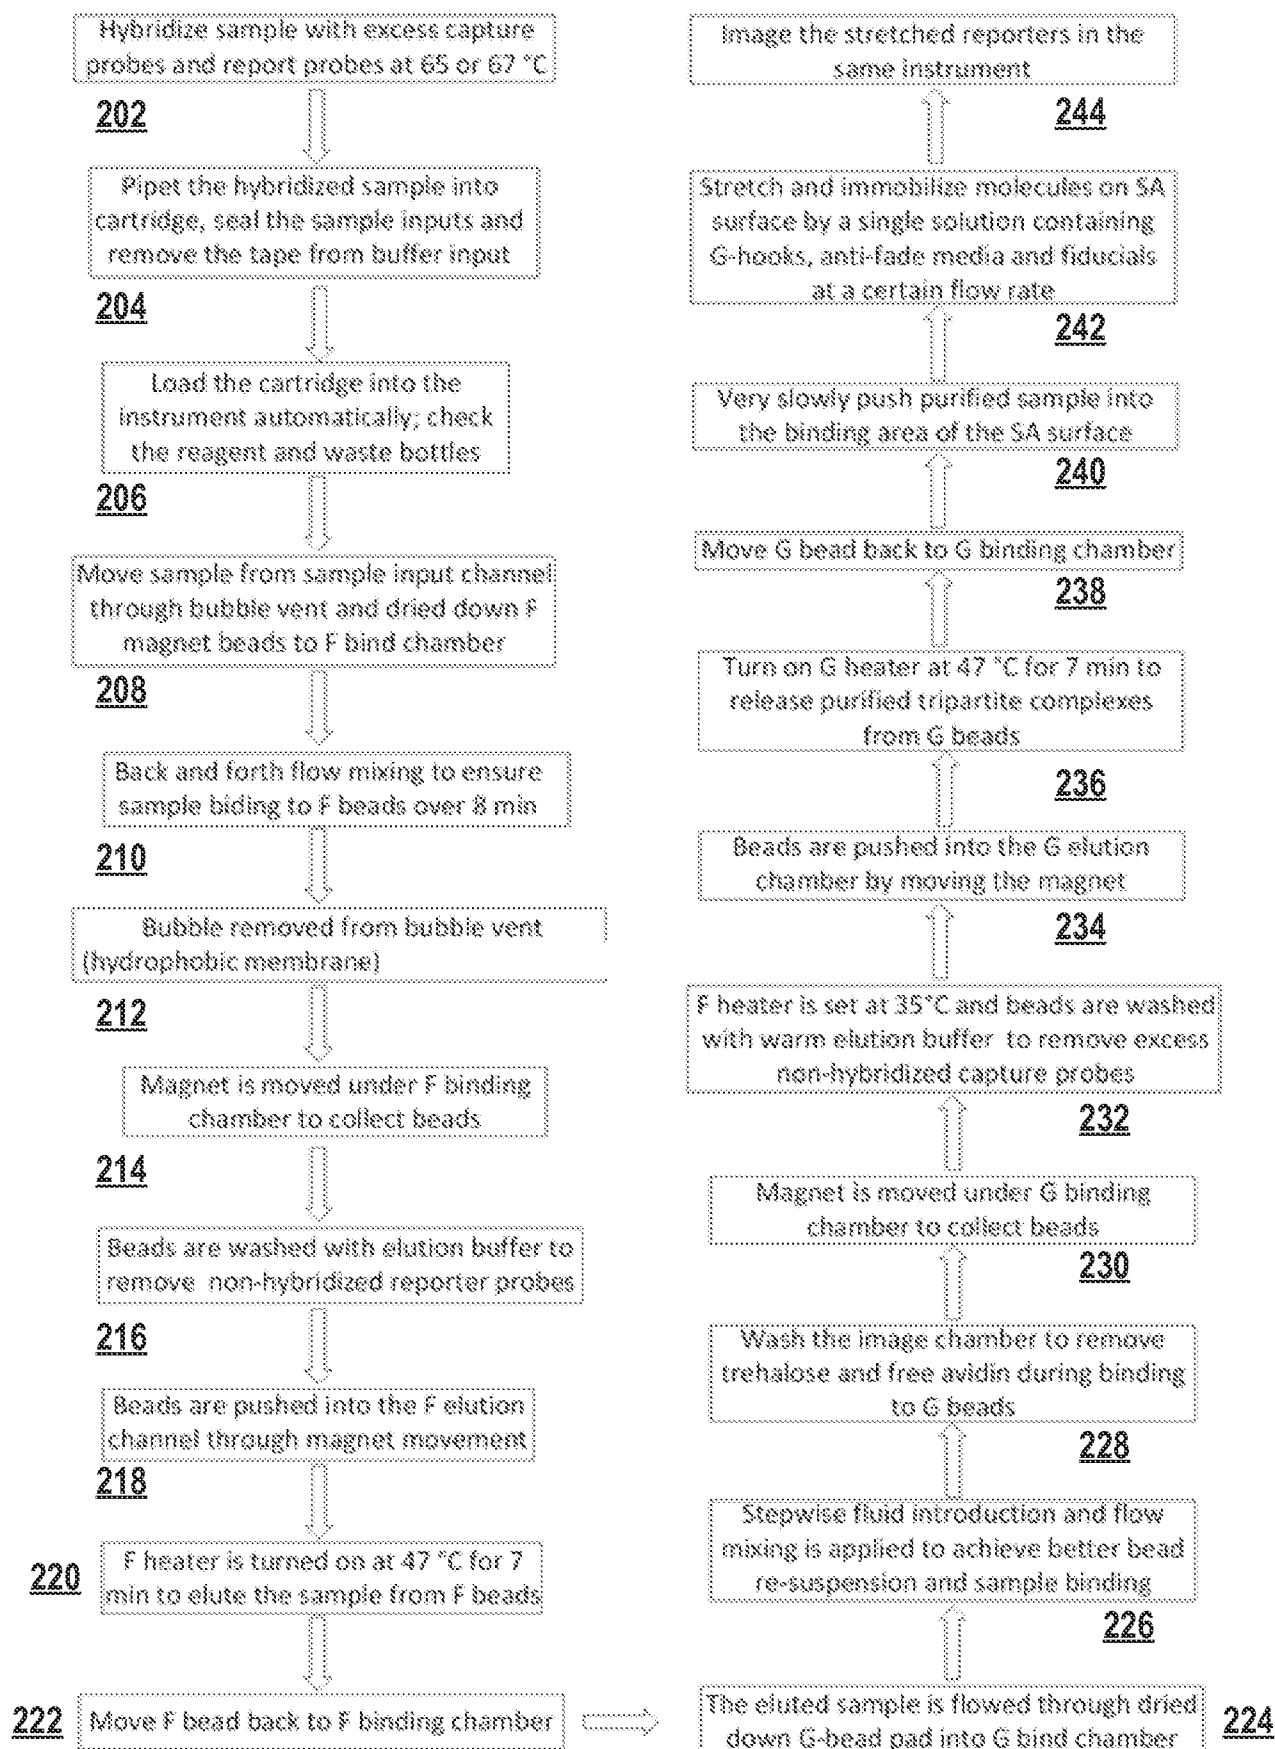 Hybridize sample with excess capture
probes and report probes at 65 or 67 °C
202
Pipet the hybridized sample into
cartridge, seal the sample inputs and
remove the tape from buffer input
204
Load the cartridge into the
instrument automatically; check
the reagent and waste bottles
206
Move sample from sample input channel
through bubble vent and dried down F
magnet beads to F bind chamber
208
Back and forth flow mixing to ensure
sample biding to F beads over 8 min
210
Bubble removed from bubble vent
(hydrophobic membrane)
212
Magnet is moved under F binding
chamber to collect beads
214
Beads are washed with elution buffer to
remove non-hybridized reporter probes
216
Beads are pushed into the F elution
channel through magnet movement
218
F heater is turned on at 47 °C for 7
min to elute the sample from F beads
220
222
Move F bead back to F binding chamber
The eluted sample is flowed through dried
down G-bead pad into G bind chamber
224
Stepwise fluid introduction and flow
mixing is applied to achieve better bead
re-suspension and sample binding
226
Wash the image chamber to remove
trehalose and free avidin during binding
to G beads
228
Magnet is moved under G binding
chamber to collect beads
230
F heater is set at 35°C and beads are washed
with warm elution buffer to remove excess
non-hybridized capture probes
232
Beads are pushed into the G elution
chamber by moving the magnet
234
Turn on G heater at 47 °C for 7 min to
release purified tripartite complexes
from G beads
236
Move G bead back to G binding chamber
238
Very slowly push purified sample into
the binding area of the SA surface
240
Stretch and immobilize molecules on SA
surface by a single solution containing
G-hooks, anti-fade media and fiducials
at a certain flow rate
242
Image the stretched reporters in the
same instrument
244